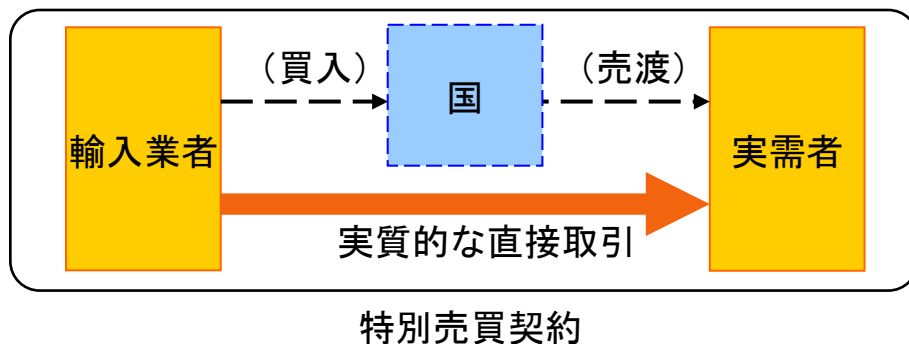 （買入）
国
（売渡）
輸入業者
実需者
実質的な直接取引
特別売買契約